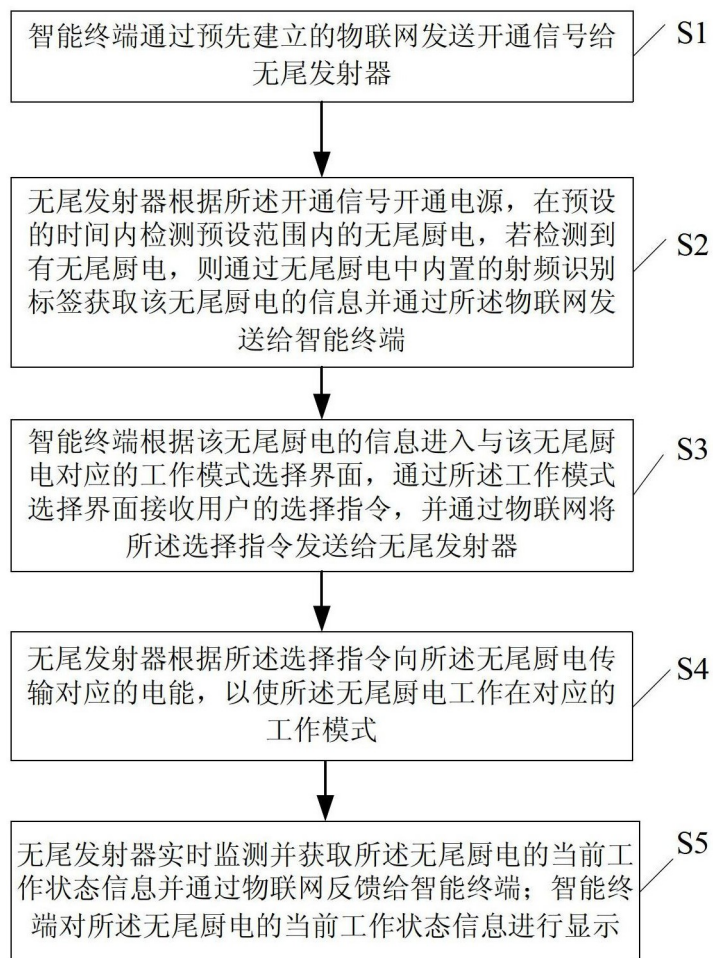 智能终端通过预先建立的物联网发送开通信号给
无尾发射器
S1
无尾发射器根据所述开通信号开通电源，在预设
的时间内检测预设范围内的无尾厨电，若检测到
有无尾厨电，则通过无尾厨电中内置的射频识别
标签获取该无尾厨电的信息并通过所述物联网发
送给智能终端
S2
智能终端根据该无尾厨电的信息进入与该无尾厨
电对应的工作模式选择界面，通过所述工作模式
选择界面接收用户的选择指令，并通过物联网将
所述选择指令发送给无尾发射器
S3
无尾发射器根据所述选择指令向所述无尾厨电传
输对应的电能，以使所述无尾厨电工作在对应的
工作模式
S4
无尾发射器实时监测并获取所述无尾厨电的当前工
作状态信息并通过物联网反馈给智能终端；智能终
端对所述无尾厨电的当前工作状态信息进行显示
S5